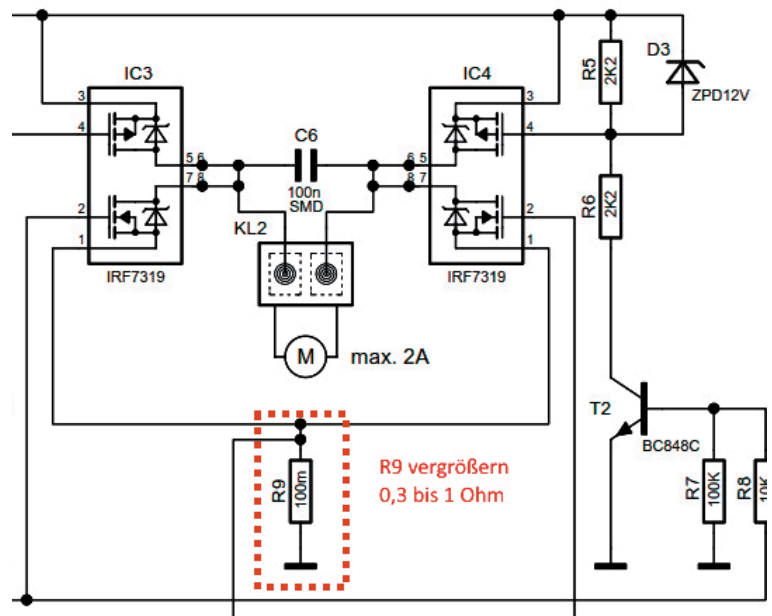 IC3
IC4
R5
2K2
D3
ZPD12V
3
4
5
6
7
8
2
1
IRF7319
C6
100n
SMD
KL2
6
5
8
7
3
4
2
1
IRF7319
R6
2K2
M
max. 2A
T2
BC848C
R7
100K
R8
10K
R9
100m
R9 vergrößern
0,3 bis 1 Ohm